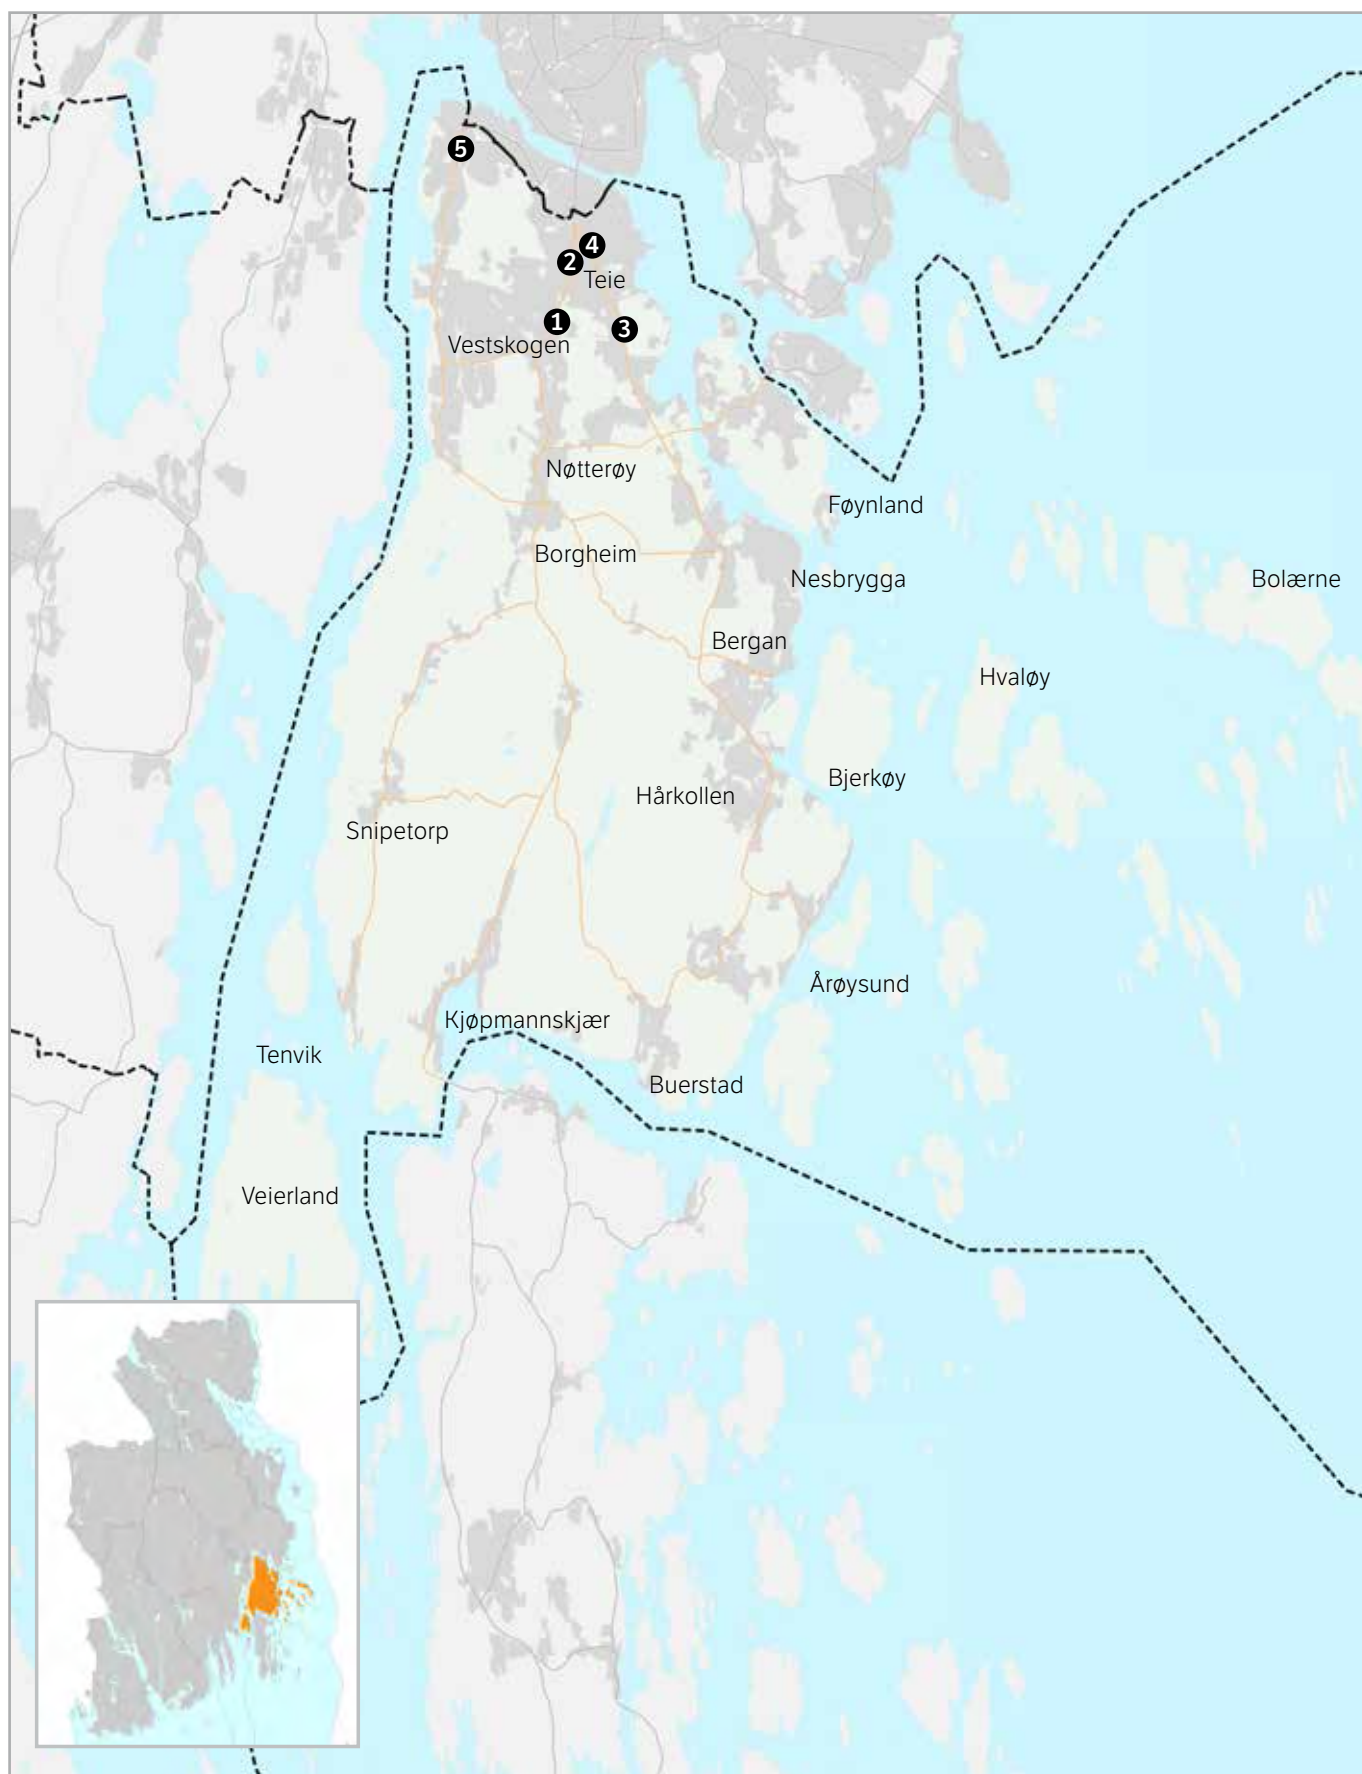 5
4
2
Teie
1
3
Vestskogen
Nøtterøy
Føynland
Borgheim
Nesbrygga
Bolærne
Bergan
Hvaløy
Bjerkøy
Hårkollen
Snipetorp
Årøysund
Kjøpmannskjær
Tenvik
Buerstad
Veierland